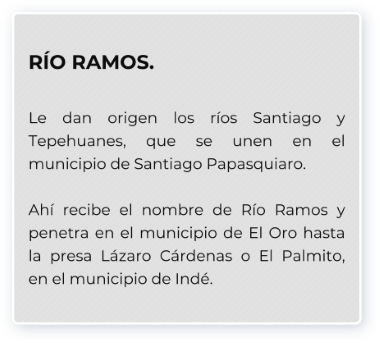 RÍO RAMOS.
Le dan origen los ríos Santiago y
Tepehuanes, que se unen en el
municipio de Santiago Papasquiaro.
Ahí recibe el nombre de Río Ramos y
penetra en el municipio de El Oro hasta
la presa Lázaro Cárdenas o El Palmito,
en el municipio de Indé.